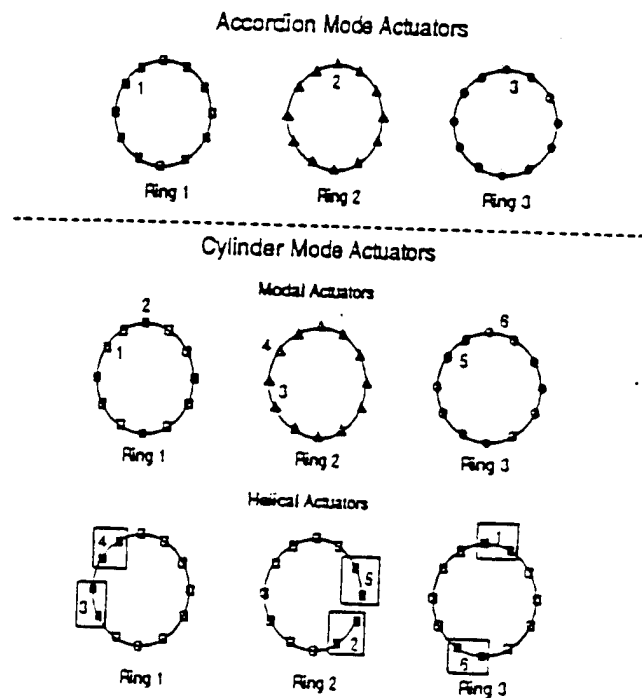 Accordion Mode Actuators
1 2 3
Ring 1 Ring 2 Ring 3
Cylinder Mode Actuators
Modal Actuators
2 6
4
1 3 5
Ring 1 Ring 2 Ring 3
Helical Actuators
4 1
3 5
2 6
Ring 1 Ring 2 Ring 3